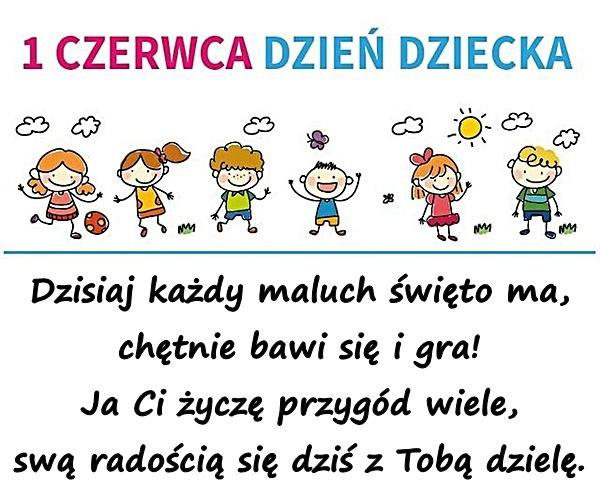 1 CZERWCA DZIEŃ DZIECKA
Dzisiaj każdy maluch święto ma,
chętnie bawi się i gra!
Ja Ci życzę przygód wiele,
swą radością się dziś z Tobą dzielę.